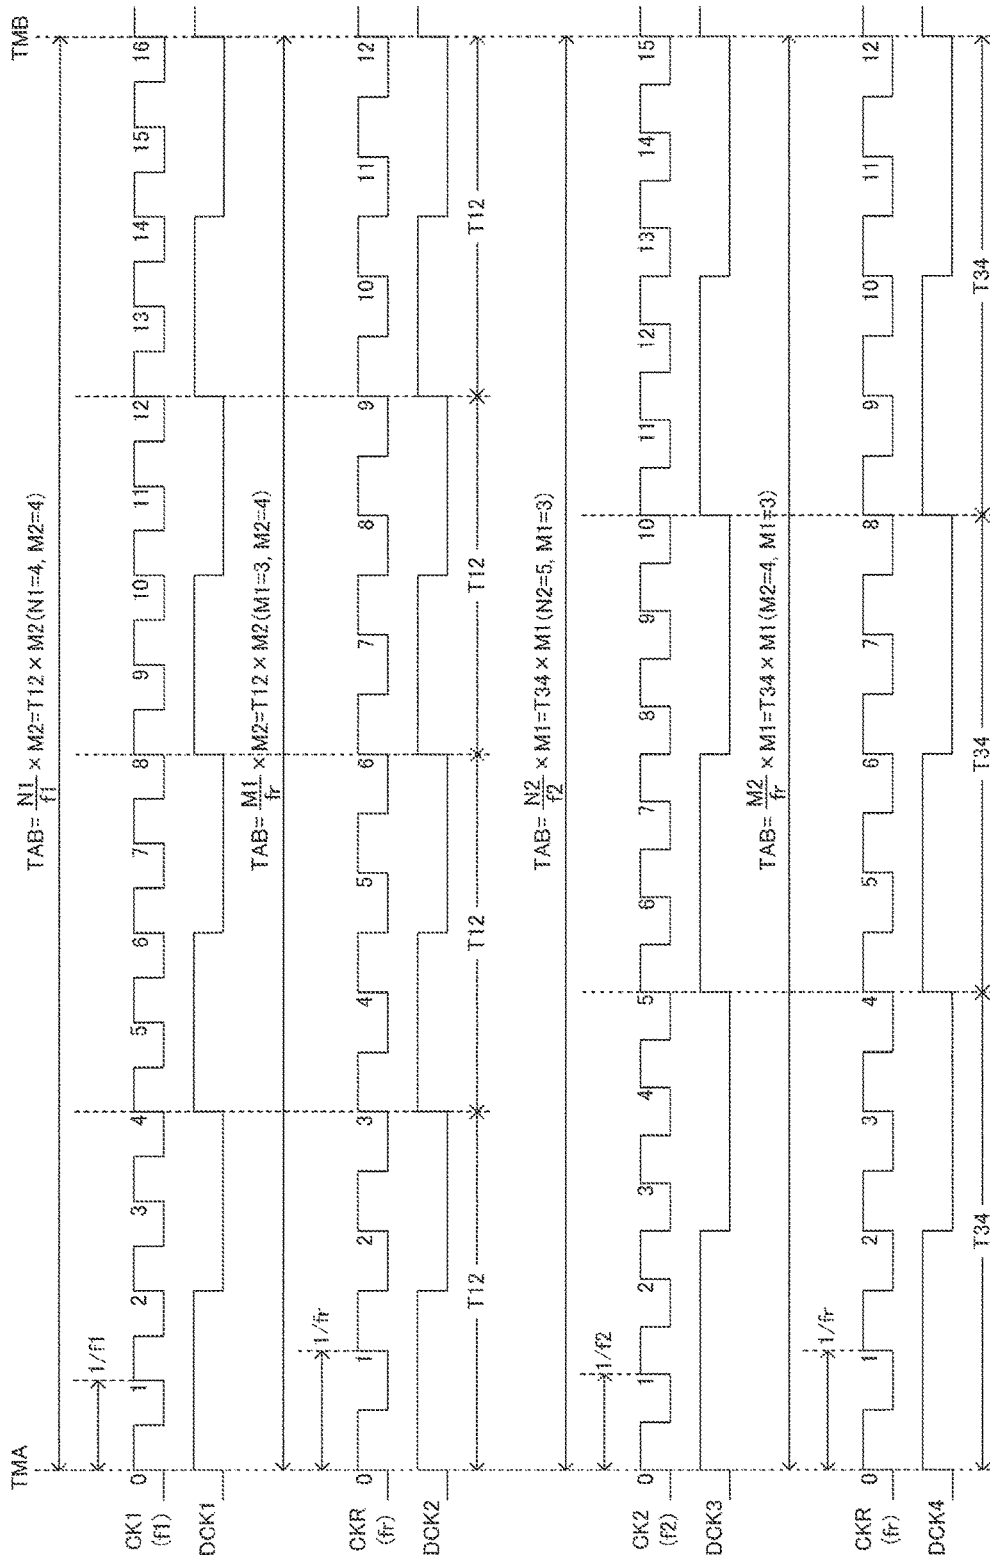 TMA TMB
TAB=N1/f1×M2=T12×M2(N1=4, M2=4)
1/f1
CK1 0 1 2 3 4 5 6 7 8 9 10 11 12 13 14 15 16
(f1)
DCK1
TAB=M1/fr×M2=T12×M2(M1=3, M2=4)
1/fr
CKR 0 1 2 3 4 5 6 7 8 9 10 11 12
(fr)
DCK2
T12 T12 T12 T12
TAB=N2/f2×M1=T34×M1(N2=5, M1=3)
1/f2
CK2 0 1 2 3 4 5 6 7 8 9 10 11 12 13 14 15
(f2)
DCK3
TAB=M2/fr×M1=T34×M1(M2=4, M1=3)
1/fr
CKR 0 1 2 3 4 5 6 7 8 9 10 11 12
(fr)
DCK4
T34 T34 T34